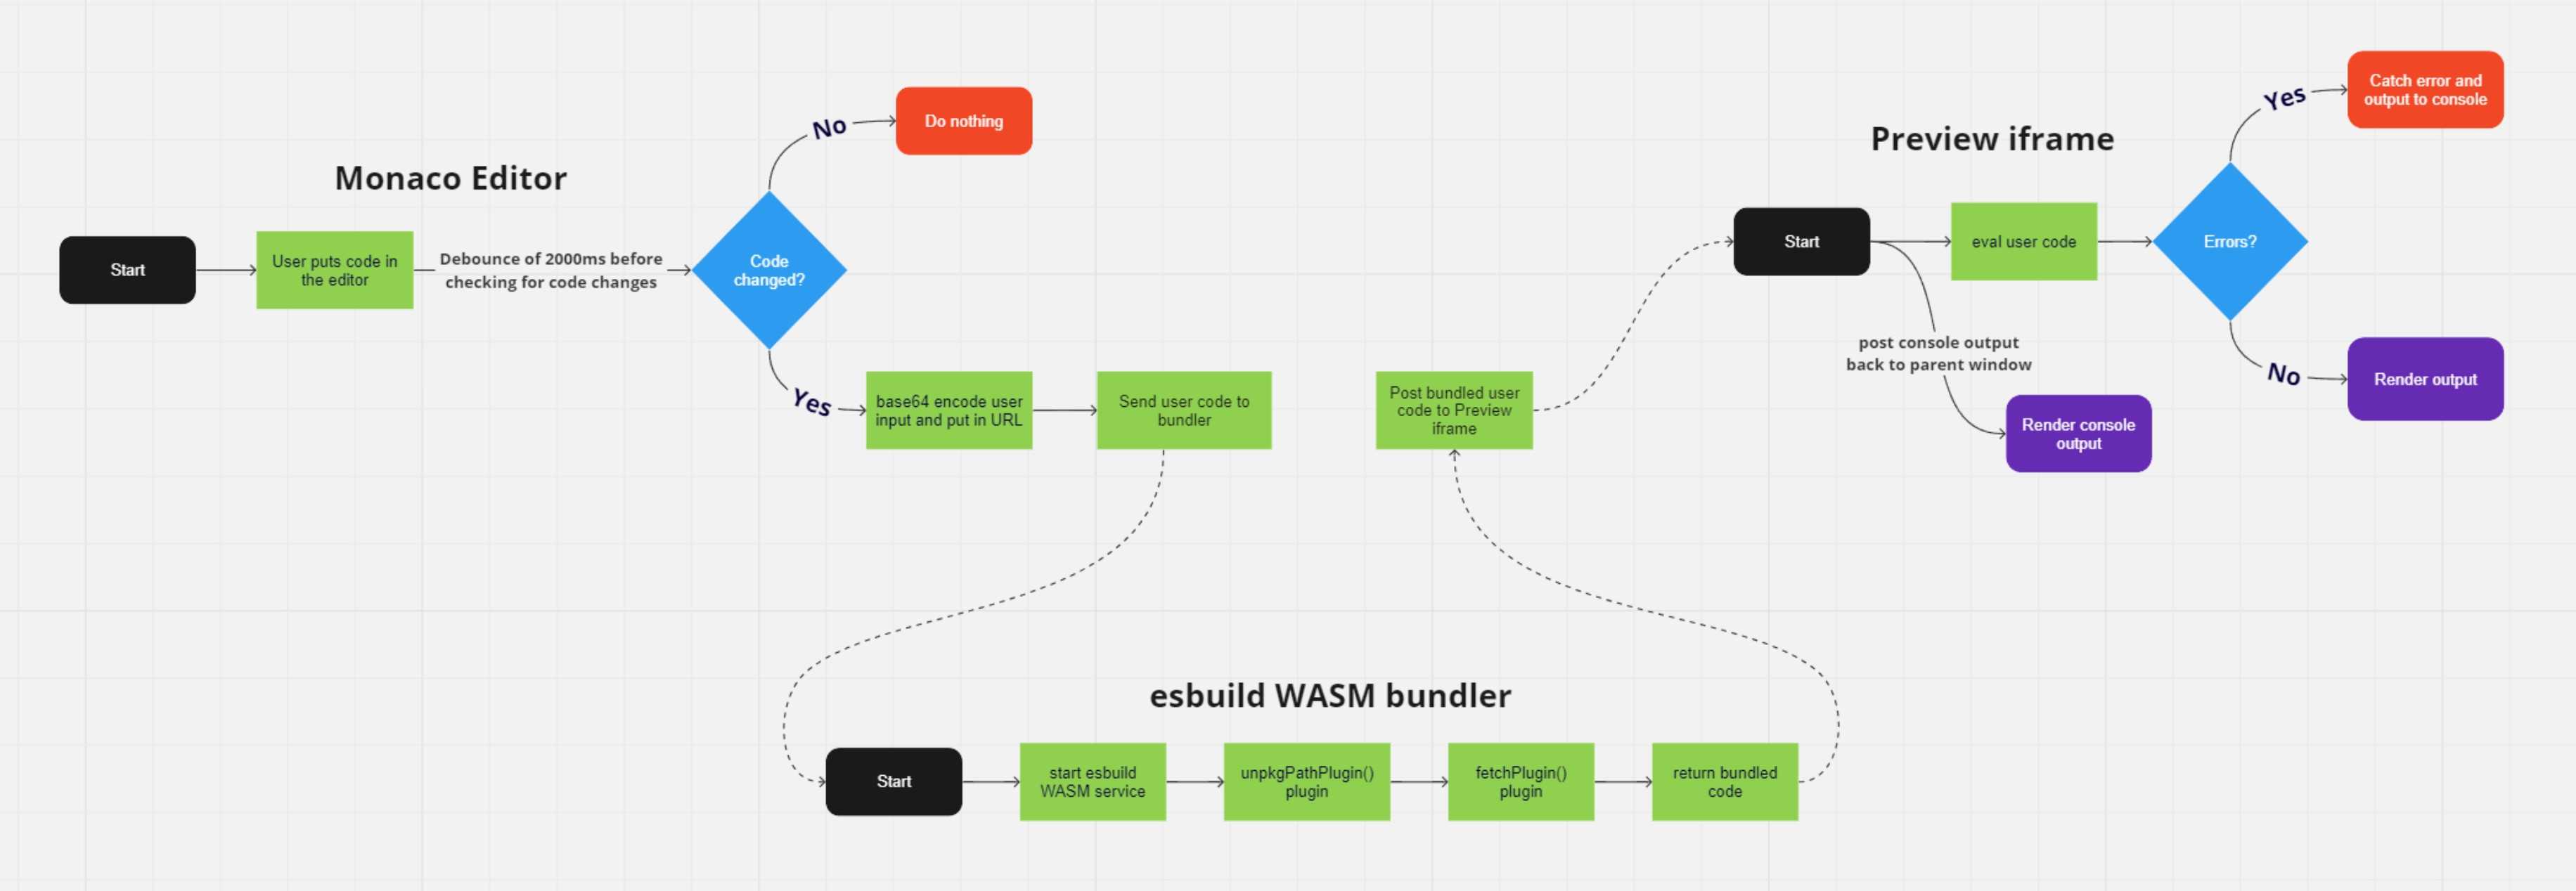 Monaco Editor
Start
User puts code in
the editor
Debounce of 2000ms before
checking for code changes
Code
changed?
No
Do nothing
Yes
base64 encode user
input and put in URL
Send user code to
bundler
esbuild WASM bundler
Start
start esbuild
WASM service
unpkgPathPlugin()
plugin
fetchPlugin()
plugin
return bundled
code
Post bundled user
code to Preview
iframe
Preview iframe
Start
eval user code
Errors?
Yes
Catch error and
output to console
No
Render output
post console output
back to parent window
Render console
output